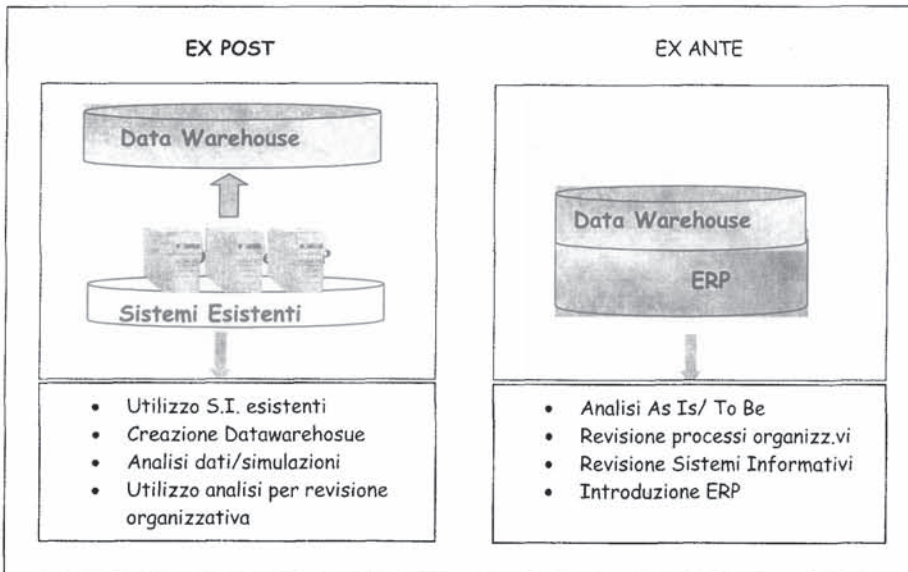 EX POST
Data Warehouse
Sistemi Esistenti
• Utilizzo S.I. esistenti
• Creazione Datawarehosue
• Analisi dati/simulazioni
• Utilizzo analisi per revisione
organizzativa
EX ANTE
Data Warehouse
ERP
• Analisi As Is/ To Be
• Revisione processi organizz.vi
• Revisione Sistemi Informativi
• Introduzione ERP